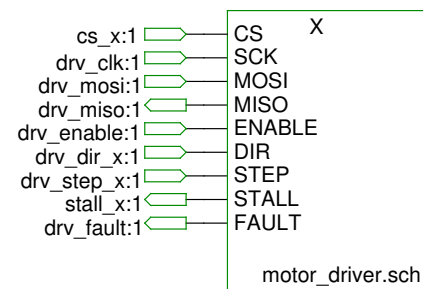 X
cs_x:1 CS
drv_clk:1 SCK
drv_mosi:1 MOSI
drv_miso:1 MISO
drv_enable:1 ENABLE
drv_dir_x:1 DIR
drv_step_x:1 STEP
stall_x:1 STALL
drv_fault:1 FAULT
motor_driver.sch